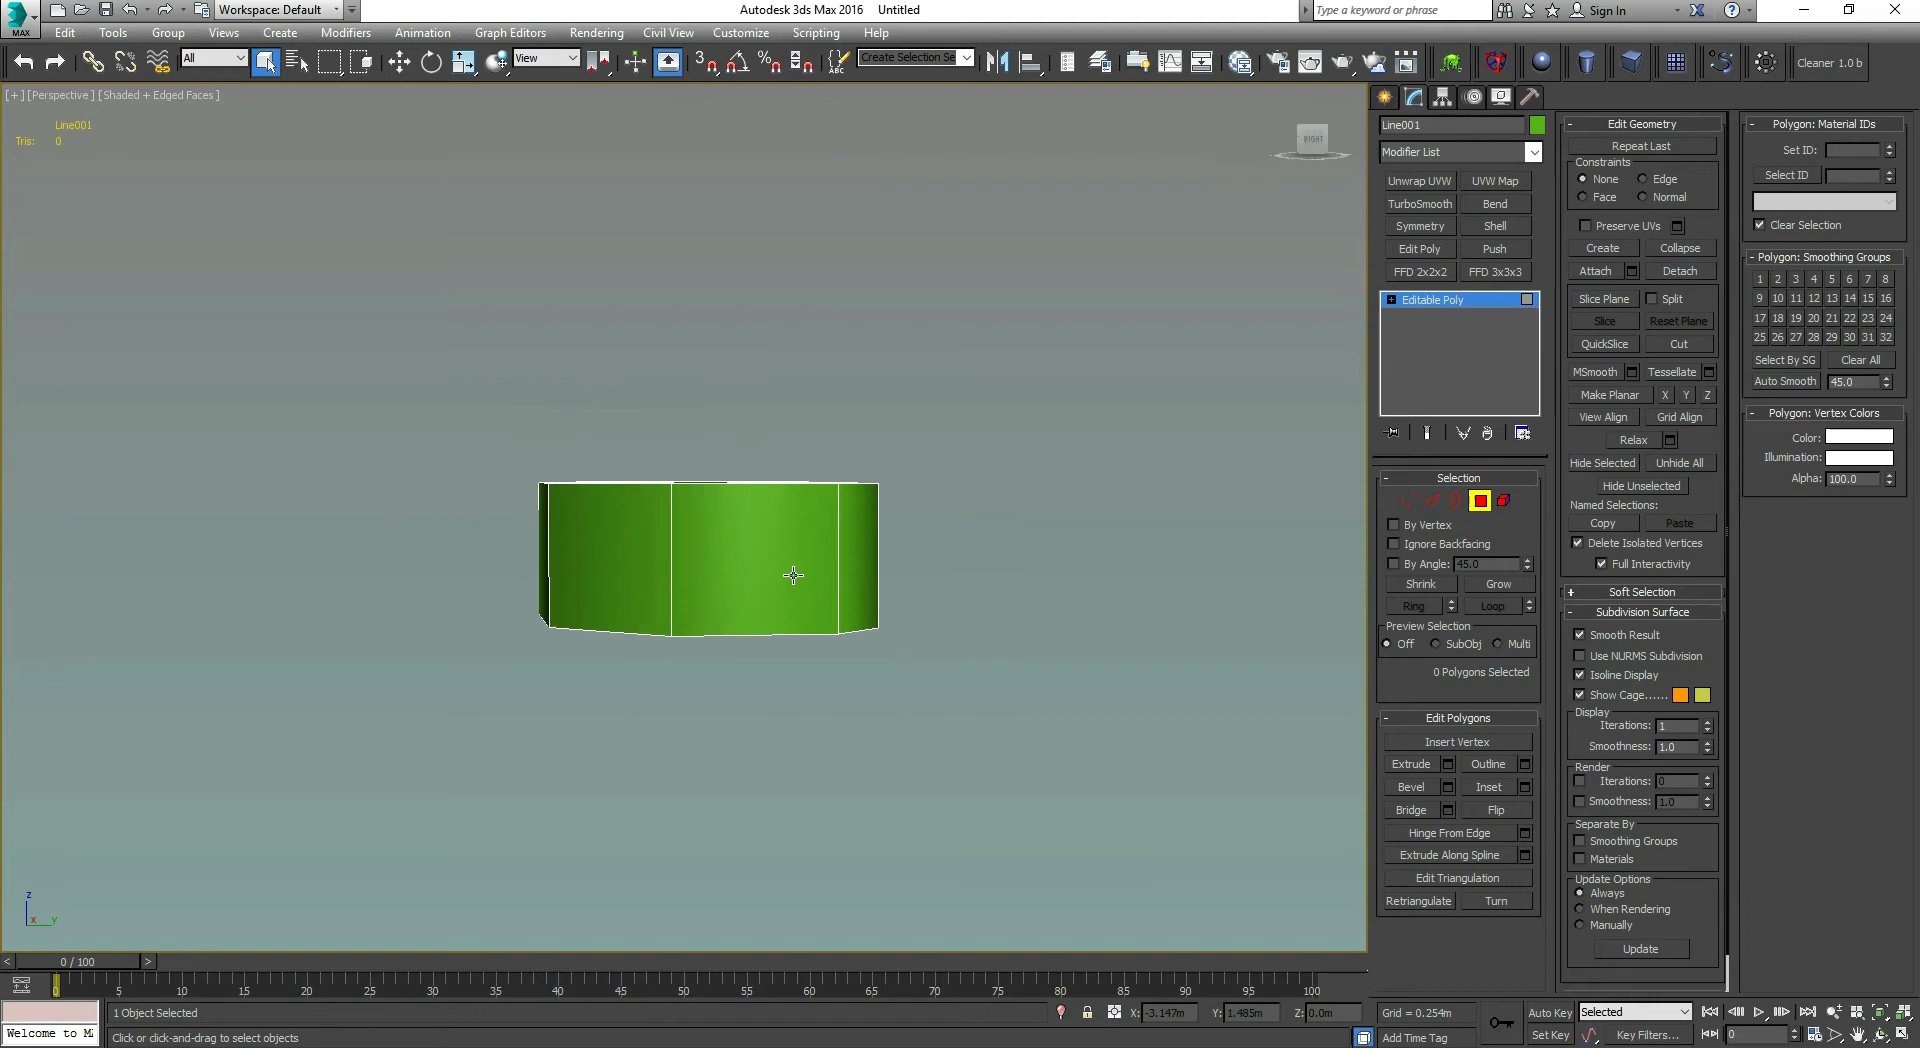 Workspace: Default
Autodesk 3ds Max 2016 Untitled
Type a keyword or phrase
Sign In
MAX
Edit Tools Group Views Create Modifiers Animation Graph Editors Rendering Civil View Customize Scripting Help
All
View
3
ABC
Create Selection Se
Cleaner 1.0 b
[+] [Perspective] [Shaded + Edged Faces]
Line001
Tris: 0
RIGHT
z
x y
Line001
Modifier List
Unwrap UVW UVW Map
TurboSmooth Bend
Symmetry Shell
Edit Poly Push
FFD 2x2x2 FFD 3x3x3
Editable Poly
- Selection
By Vertex
Ignore Backfacing
By Angle: 45.0
Shrink Grow
Ring Loop
Preview Selection
Off SubObj Multi
0 Polygons Selected
- Edit Polygons
Insert Vertex
Extrude Outline
Bevel Inset
Bridge Flip
Hinge From Edge
Extrude Along Spline
Edit Triangulation
Retriangulate Turn
- Edit Geometry
Repeat Last
Constraints
None Edge
Face Normal
Preserve UVs
Create Collapse
Attach Detach
Slice Plane Split
Slice Reset Plane
QuickSlice Cut
MSmooth Tessellate
Make Planar X Y Z
View Align Grid Align
Relax
Hide Selected Unhide All
Hide Unselected
Named Selections:
Copy Paste
Delete Isolated Vertices
Full Interactivity
+ Soft Selection
- Subdivision Surface
Smooth Result
Use NURMS Subdivision
Isoline Display
Show Cage......
Display
Iterations: 1
Smoothness: 1.0
Render
Iterations: 0
Smoothness: 1.0
Separate By
Smoothing Groups
Materials
Update Options
Always
When Rendering
Manually
Update
- Polygon: Material IDs
Set ID:
Select ID
Clear Selection
- Polygon: Smoothing Groups
1 2 3 4 5 6 7 8
9 10 11 12 13 14 15 16
17 18 19 20 21 22 23 24
25 26 27 28 29 30 31 32
Select By SG Clear All
Auto Smooth 45.0
- Polygon: Vertex Colors
Color:
Illumination:
Alpha: 100.0
< 0 / 100 >
0 5 10 15 20 25 30 35 40 45 50 55 60 65 70 75 80 85 90 95 100
1 Object Selected
X: -3.147m Y: 1.485m Z: 0.0m
Grid = 0.254m
Auto Key Selected
Welcome to
Click or click-and-drag to select objects
Add Time Tag
Set Key Key Filters...
0